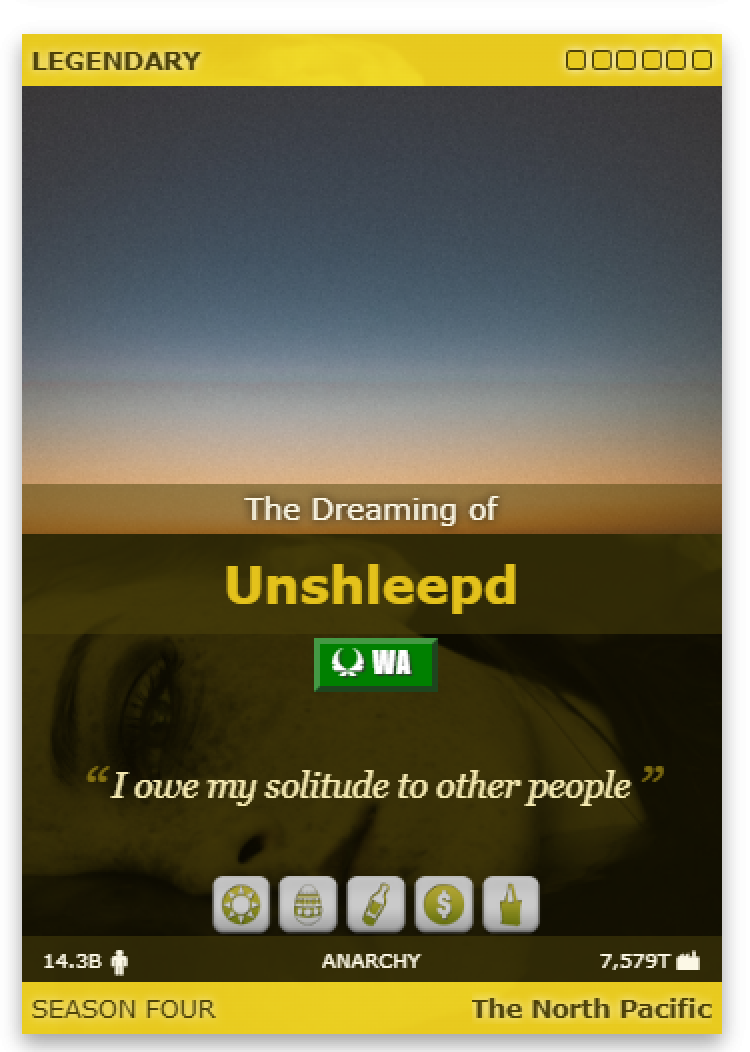 LEGENDARY
The Dreaming of
Unshleepd
WA
“I owe my solitude to other people”
$
14.3B ANARCHY 7,579T
SEASON FOUR The North Pacific